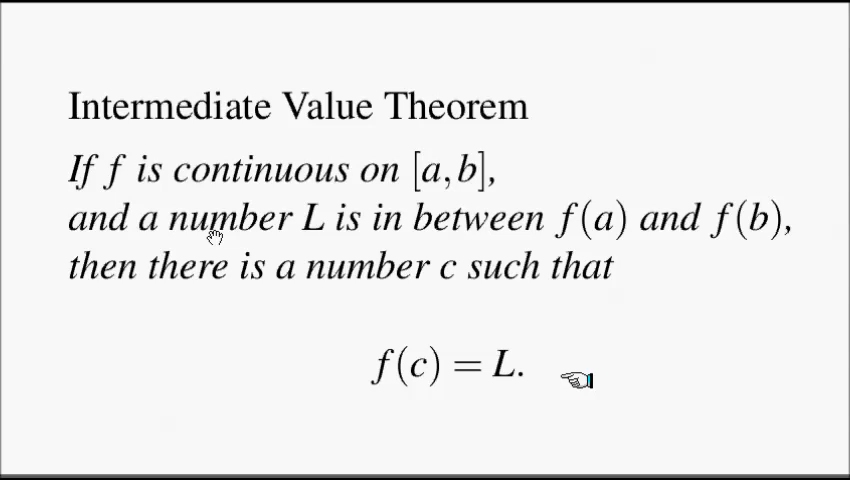 Intermediate Value Theorem
If f is continuous on [a, b],
and a number L is in between f(a) and f(b),
then there is a number c such that
f(c) = L.